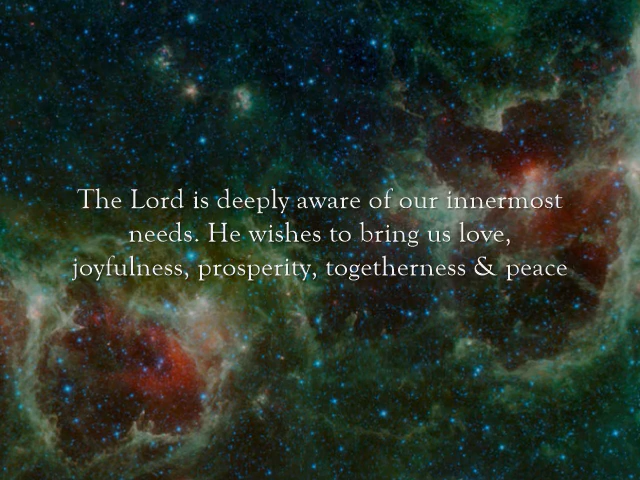 The Lord is deeply aware of our innermost
needs. He wishes to bring us love,
joyfulness, prosperity, togetherness & peace